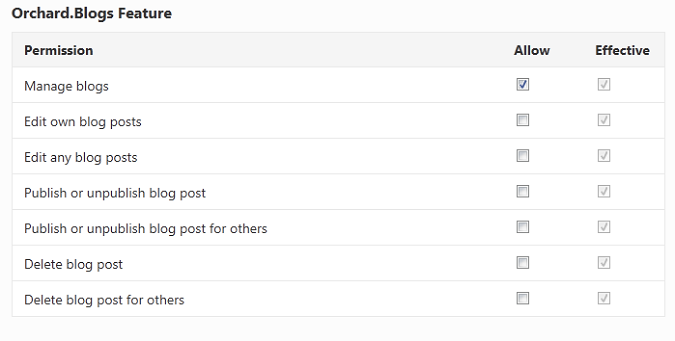 Orchard.Blogs Feature
Permission Allow Effective
Manage blogs
Edit own blog posts
Edit any blog posts
Publish or unpublish blog post
Publish or unpublish blog post for others
Delete blog post
Delete blog post for others